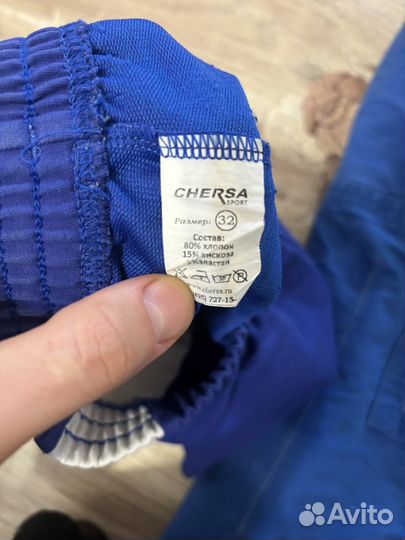 CHERSA
SPORT
Размер: 32
Состав:
80% хлопок
15% вискоза
эластан
www.chersa.ru
727-15-
Avito